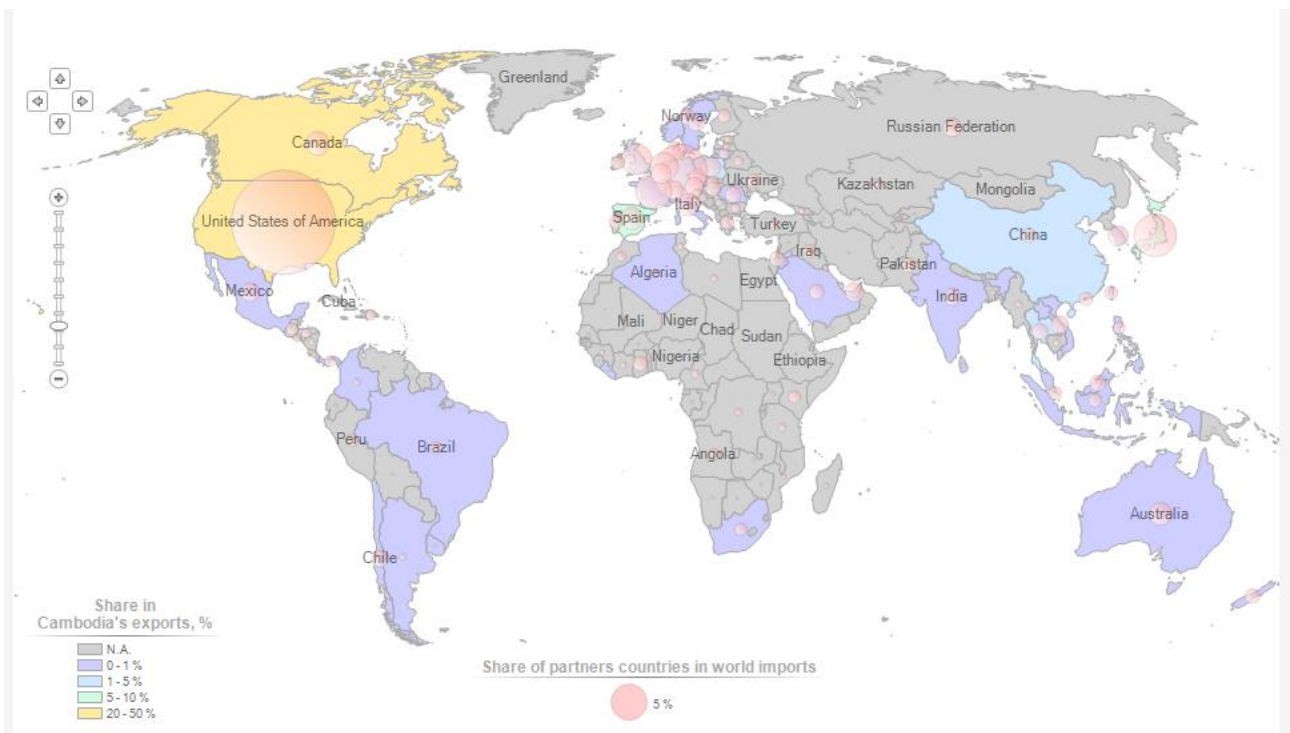 Greenland
Norway
Russian Federation
Canada
Ukraine
Kazakhstan
Mongolia
United States of America
Spain
Italy
Turkey
China
Iraq
Pakistan
Algeria
Egypt
India
Mexico
Cuba
Mali
Niger
Chad
Sudan
Nigeria
Ethiopia
Peru
Brazil
Angola
Australia
Chile
Share in
Cambodia's exports, %
N.A.
0 - 1 %
1 - 5 %
5 - 10 %
20 - 50 %
Share of partners countries in world imports
5 %